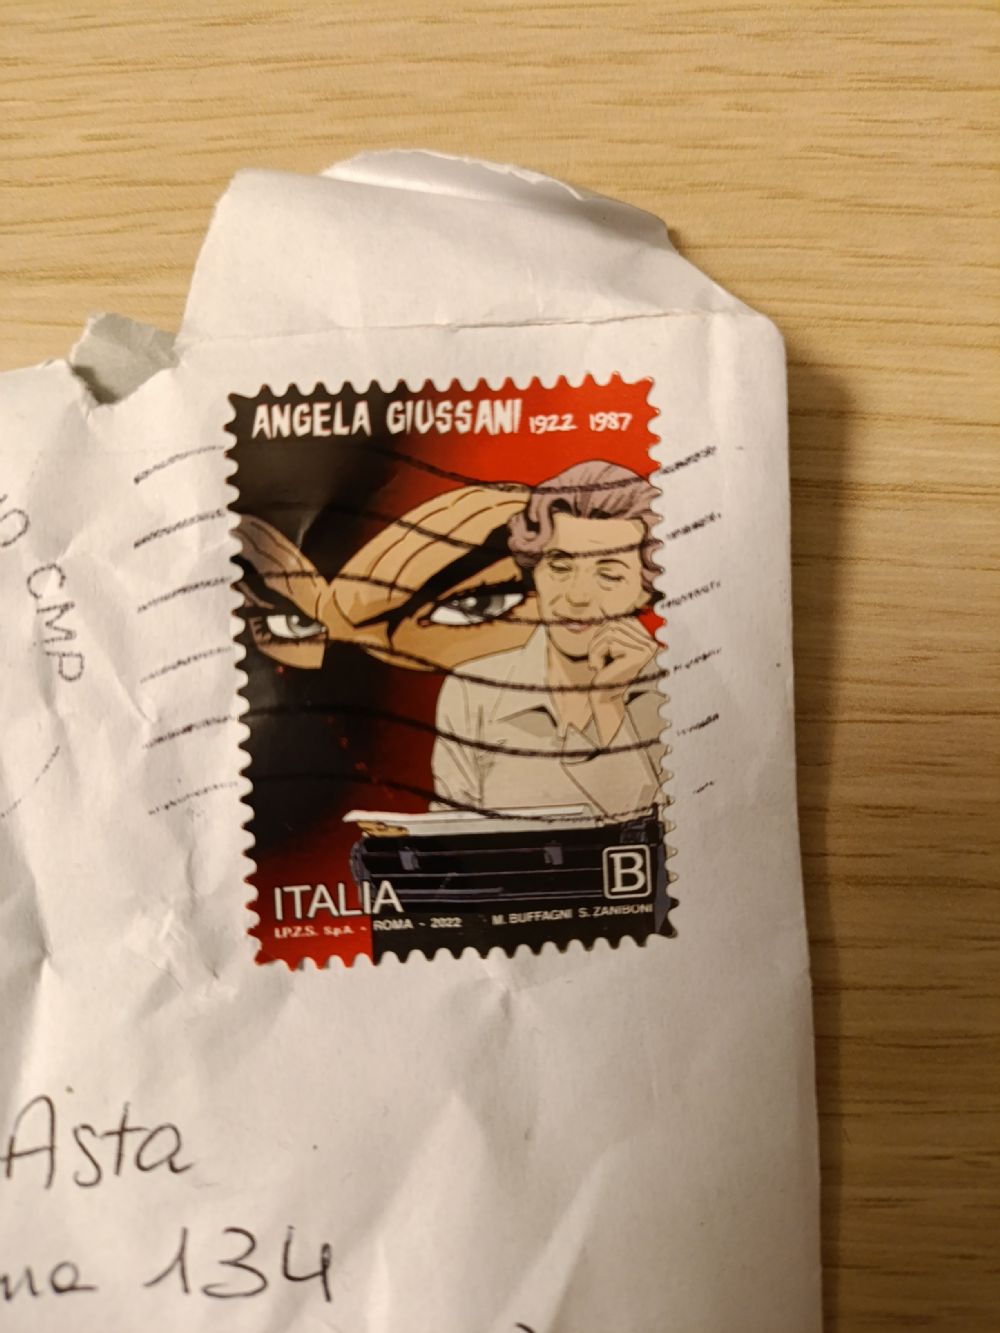 ANGELA GIUSSANI 1922 1987
CMP
ITALIA
B
I.P.Z.S. S.p.A. - ROMA - 2022 M. BUFFAGNI S. ZANIBONI
Asta
134